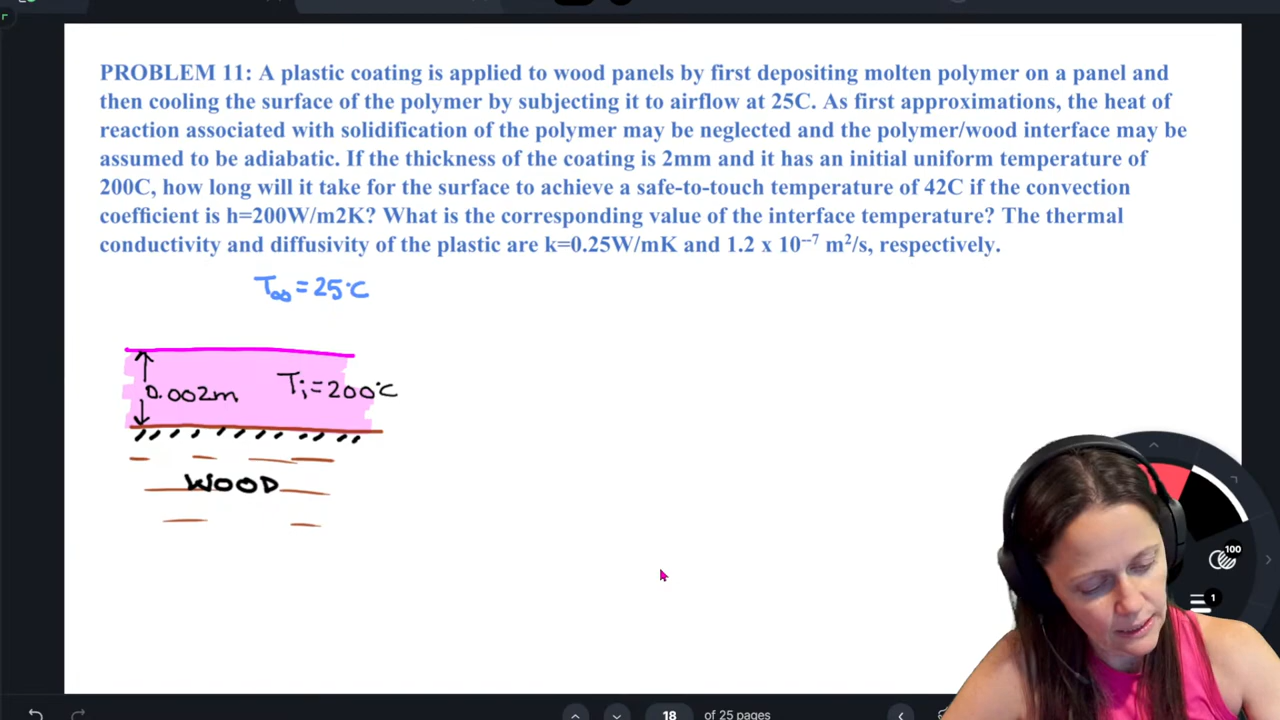 PROBLEM 11: A plastic coating is applied to wood panels by first depositing molten polymer on a panel and
then cooling the surface of the polymer by subjecting it to airflow at 25C. As first approximations, the heat of
reaction associated with solidification of the polymer may be neglected and the polymer/wood interface may be
assumed to be adiabatic. If the thickness of the coating is 2mm and it has an initial uniform temperature of
200C, how long will it take for the surface to achieve a safe-to-touch temperature of 42C if the convection
coefficient is h=200W/m2K? What is the corresponding value of the interface temperature? The thermal
conductivity and diffusivity of the plastic are k=0.25W/mK and 1.2 x 10⁻⁷ m²/s, respectively.
T∞ = 25°C
0.002m
Ti = 200°C
WOOD
100
1
18 of 25 pages